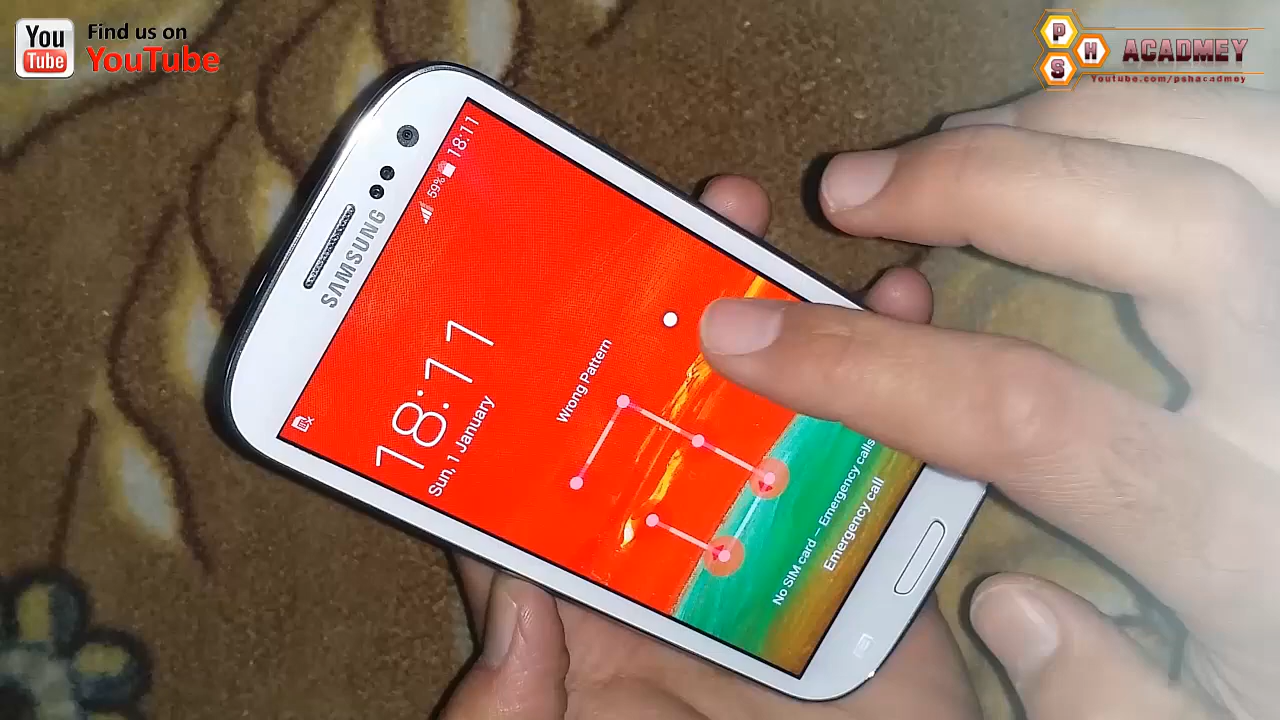 You
Tube
Find us on
YouTube
P
H
S
ACADMEY
Youtube.com/pshacadmey
SAMSUNG
59% 18:11
18:11
Sun, 1 January
Wrong Pattern
No SIM card — Emergency calls
Emergency call